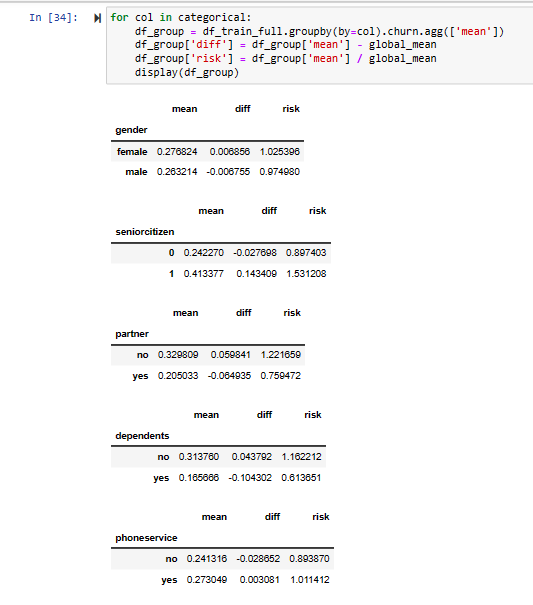 In [34]: for col in categorical:
df_group = df_train_full.groupby(by=col).churn.agg(['mean'])
df_group['diff'] = df_group['mean'] - global_mean
df_group['risk'] = df_group['mean'] / global_mean
display(df_group)
mean diff risk
gender
female 0.276824 0.006856 1.025396
male 0.263214 -0.006755 0.974980
mean diff risk
seniorcitizen
0 0.242270 -0.027698 0.897403
1 0.413377 0.143409 1.531208
mean diff risk
partner
no 0.329809 0.059841 1.221659
yes 0.205033 -0.064935 0.759472
mean diff risk
dependents
no 0.313760 0.043792 1.162212
yes 0.165666 -0.104302 0.613651
mean diff risk
phoneservice
no 0.241316 -0.028652 0.893870
yes 0.273049 0.003081 1.011412